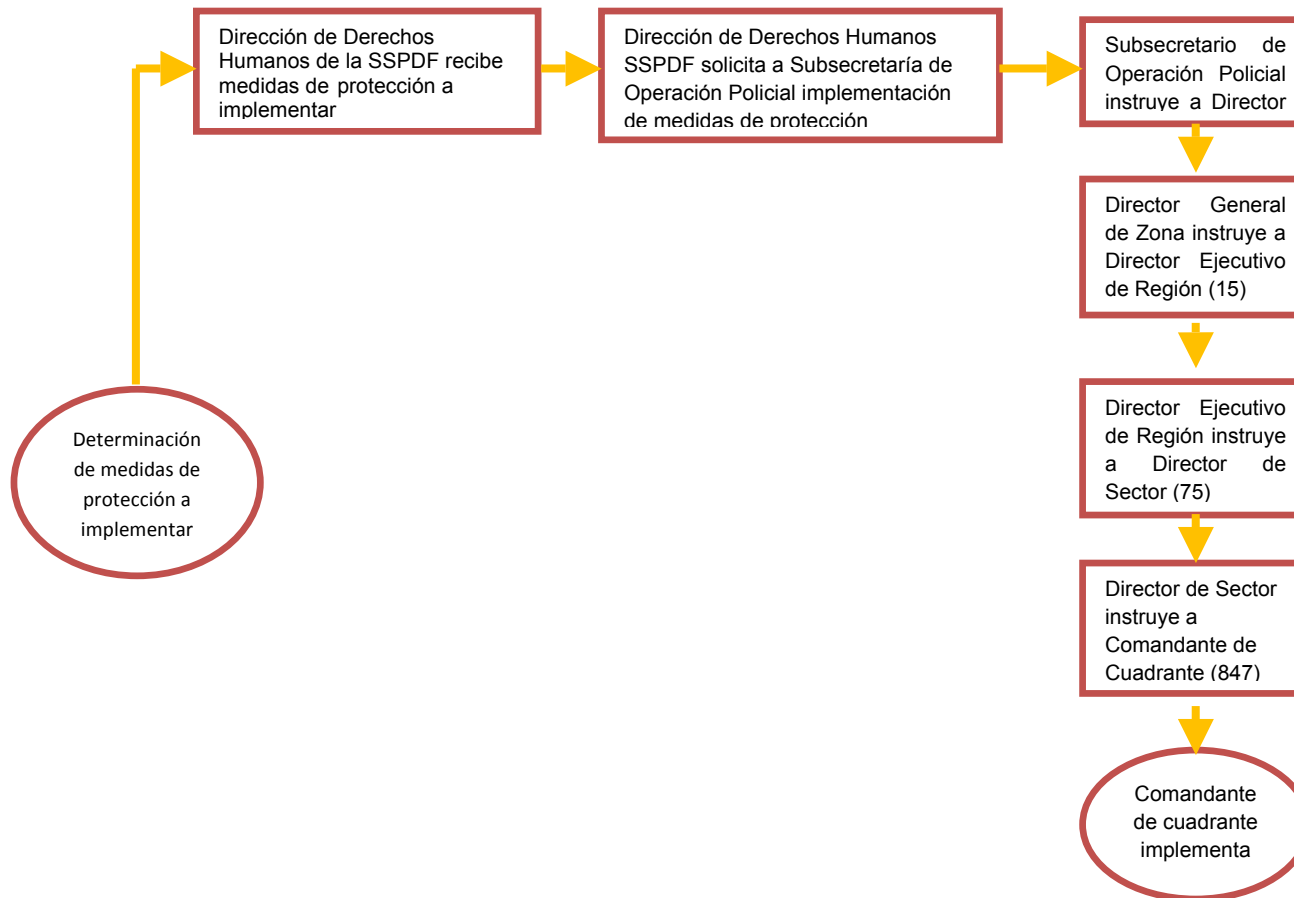 Determinación
de medidas de
protección a
implementar
Dirección de Derechos
Humanos de la SSPDF recibe
medidas de protección a
implementar
Dirección de Derechos Humanos
SSPDF solicita a Subsecretaría de
Operación Policial implementación
de medidas de protección
Subsecretario de
Operación Policial
instruye a Director
Director General
de Zona instruye a
Director Ejecutivo
de Región (15)
Director Ejecutivo
de Región instruye
a Director de
Sector (75)
Director de Sector
instruye a
Comandante de
Cuadrante (847)
Comandante
de cuadrante
implementa